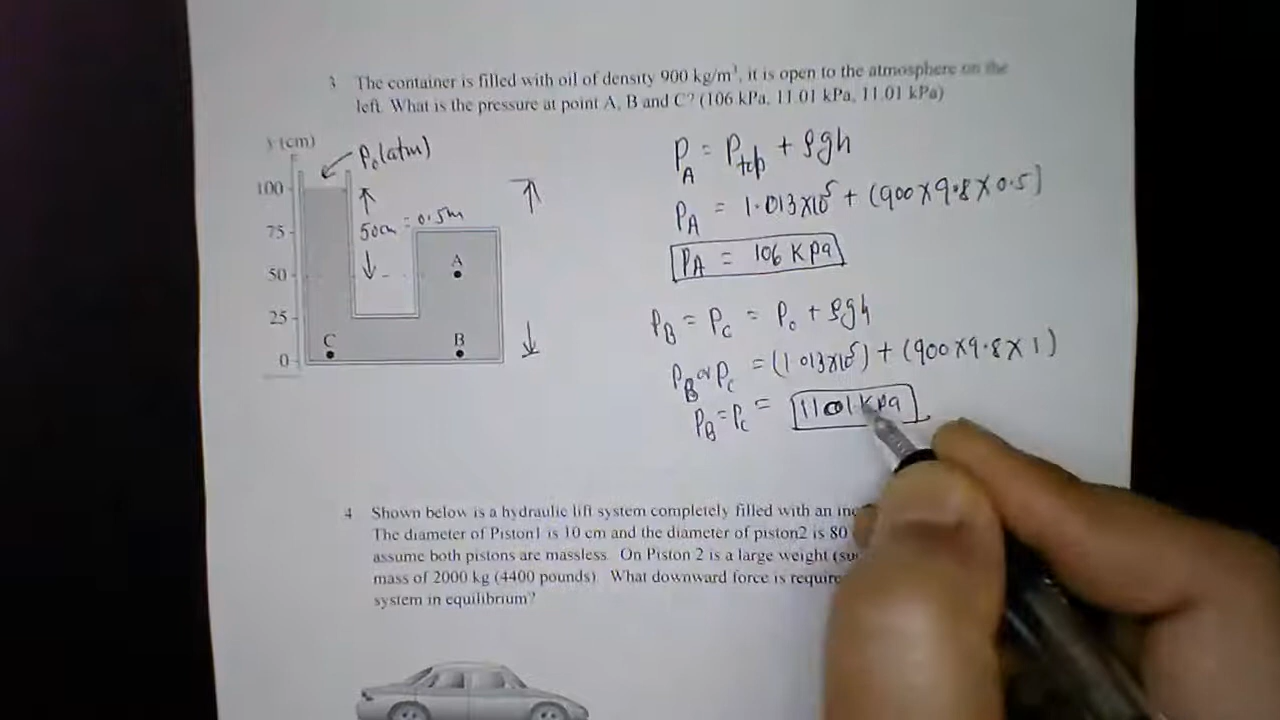 3 The container is filled with oil of density 900 kg/m³, it is open to the atmosphere on the
left. What is the pressure at point A, B and C? (106 kPa, 11.01 kPa, 11.01 kPa)
y (cm)
P₀(atm)
100
75
50
25
0
50cm = 0.5m
A
C
B
P_A = P_top + ρgh
P_A = 1.013×10⁵ + (900×9.8×0.5)
P_A = 106 KPa
P_B = P_C = P₀ + ρgh
P_B or P_C = (1.013×10⁵) + (900×9.8×1)
P_B = P_C =
KPa
4 Shown below is a hydraulic lift system completely filled with an
The diameter of Piston1 is 10 cm and the diameter of piston2 is 80
assume both pistons are massless. On Piston 2 is a large weight
mass of 2000 kg (4400 pounds). What downward force is
system in equilibrium?